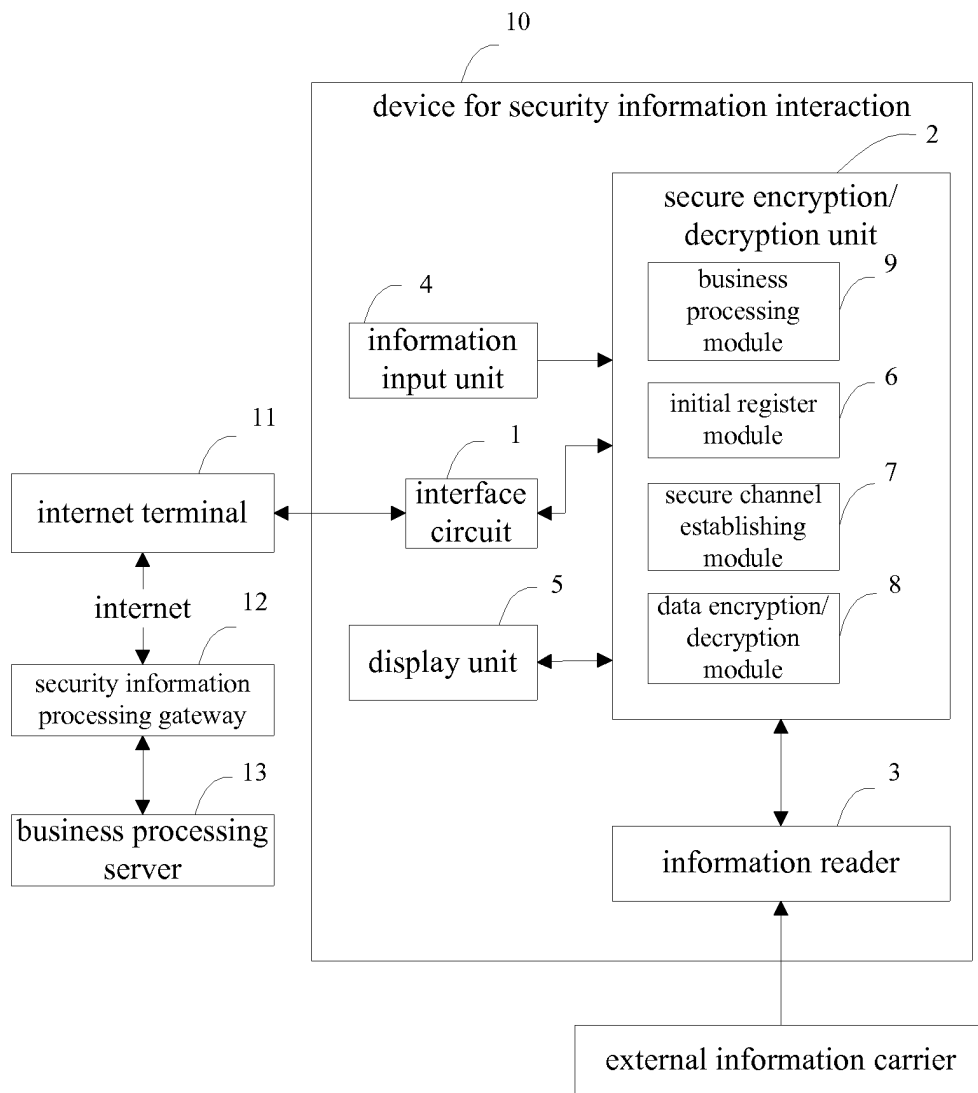 10
device for security information interaction
2
secure encryption/
decryption unit
9
business
processing
module
4
information
input unit
6
initial register
module
11
internet terminal
1
interface
circuit
7
secure channel
establishing
module
internet
12
security information
processing gateway
5
display unit
8
data encryption/
decryption
module
13
business processing
server
3
information reader
external information carrier